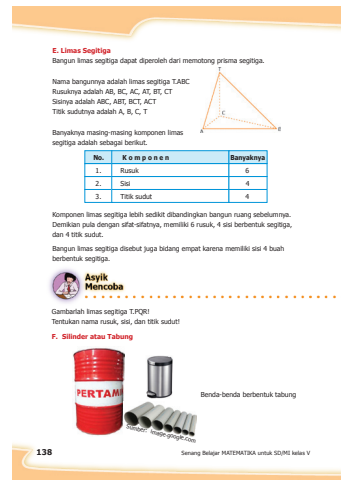 E. Limas Segitiga
Bangun limas segitiga dapat diperoleh dari memotong prisma segitiga.
Nama bangunnya adalah limas segitiga T.ABC
Rusuknya adalah AB, BC, AC, AT, BT, CT
Sisinya adalah ABC, ABT, BCT, ACT
Titik sudutnya adalah A, B, C, T
T
C
A
B
Banyaknya masing-masing komponen limas
segitiga adalah sebagai berikut.
No. Komponen Banyaknya
1. Rusuk 6
2. Sisi 4
3. Titik sudut 4
Komponen limas segitiga lebih sedikit dibandingkan bangun ruang sebelumnya.
Demikian pula dengan sifat-sifatnya, memiliki 6 rusuk, 4 sisi berbentuk segitiga,
dan 4 titik sudut.
Bangun limas segitiga disebut juga bidang empat karena memiliki sisi 4 buah
berbentuk segitiga.
Asyik
Mencoba
Gambarlah limas segitiga T.PQR!
Tentukan nama rusuk, sisi, dan titik sudut!
F. Silinder atau Tabung
PERTAMI
Benda-benda berbentuk tabung
Sumber: image.google.com
138
Senang Belajar MATEMATIKA untuk SD/MI kelas V